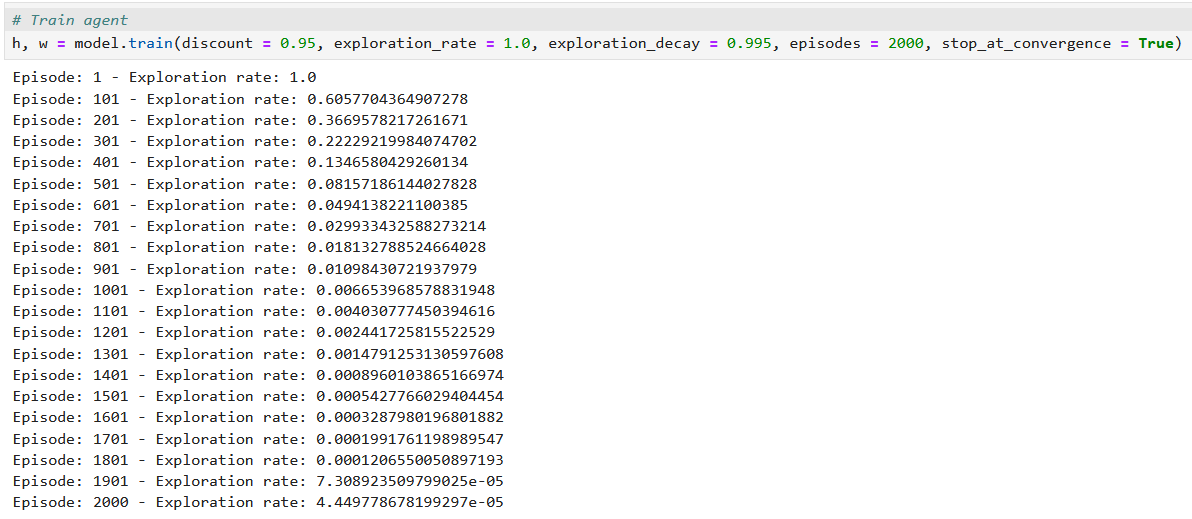 # Train agent
h, w = model.train(discount = 0.95, exploration_rate = 1.0, exploration_decay = 0.995, episodes = 2000, stop_at_convergence = True)
Episode: 1 - Exploration rate: 1.0
Episode: 101 - Exploration rate: 0.6057704364907278
Episode: 201 - Exploration rate: 0.3669578217261671
Episode: 301 - Exploration rate: 0.22229219984074702
Episode: 401 - Exploration rate: 0.1346580429260134
Episode: 501 - Exploration rate: 0.08157186144027828
Episode: 601 - Exploration rate: 0.0494138221100385
Episode: 701 - Exploration rate: 0.029933432588273214
Episode: 801 - Exploration rate: 0.018132788524664028
Episode: 901 - Exploration rate: 0.01098430721937979
Episode: 1001 - Exploration rate: 0.006653968578831948
Episode: 1101 - Exploration rate: 0.004030777450394616
Episode: 1201 - Exploration rate: 0.002441725815522529
Episode: 1301 - Exploration rate: 0.0014791253130597608
Episode: 1401 - Exploration rate: 0.0008960103865166974
Episode: 1501 - Exploration rate: 0.0005427766029404454
Episode: 1601 - Exploration rate: 0.0003287980196801882
Episode: 1701 - Exploration rate: 0.0001991761198989547
Episode: 1801 - Exploration rate: 0.0001206550050897193
Episode: 1901 - Exploration rate: 7.308923509799025e-05
Episode: 2000 - Exploration rate: 4.449778678199297e-05